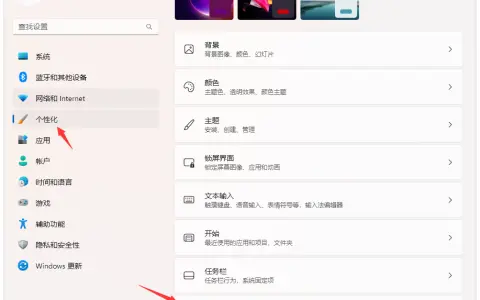 查找设置
系统
蓝牙和其他设备
网络和 Internet
个性化
应用
帐户
时间和语言
游戏
辅助功能
隐私和安全性
Windows 更新
背景
背景图像、颜色、幻灯片
颜色
主题色、透明效果、颜色主题
主题
安装、创建、管理
锁屏界面
锁屏图像、应用和动画
文本输入
触摸键盘、语音输入、表情符号等、输入法编辑器
开始
最近使用的应用和项目、文件夹
任务栏
任务栏行为、系统固定项